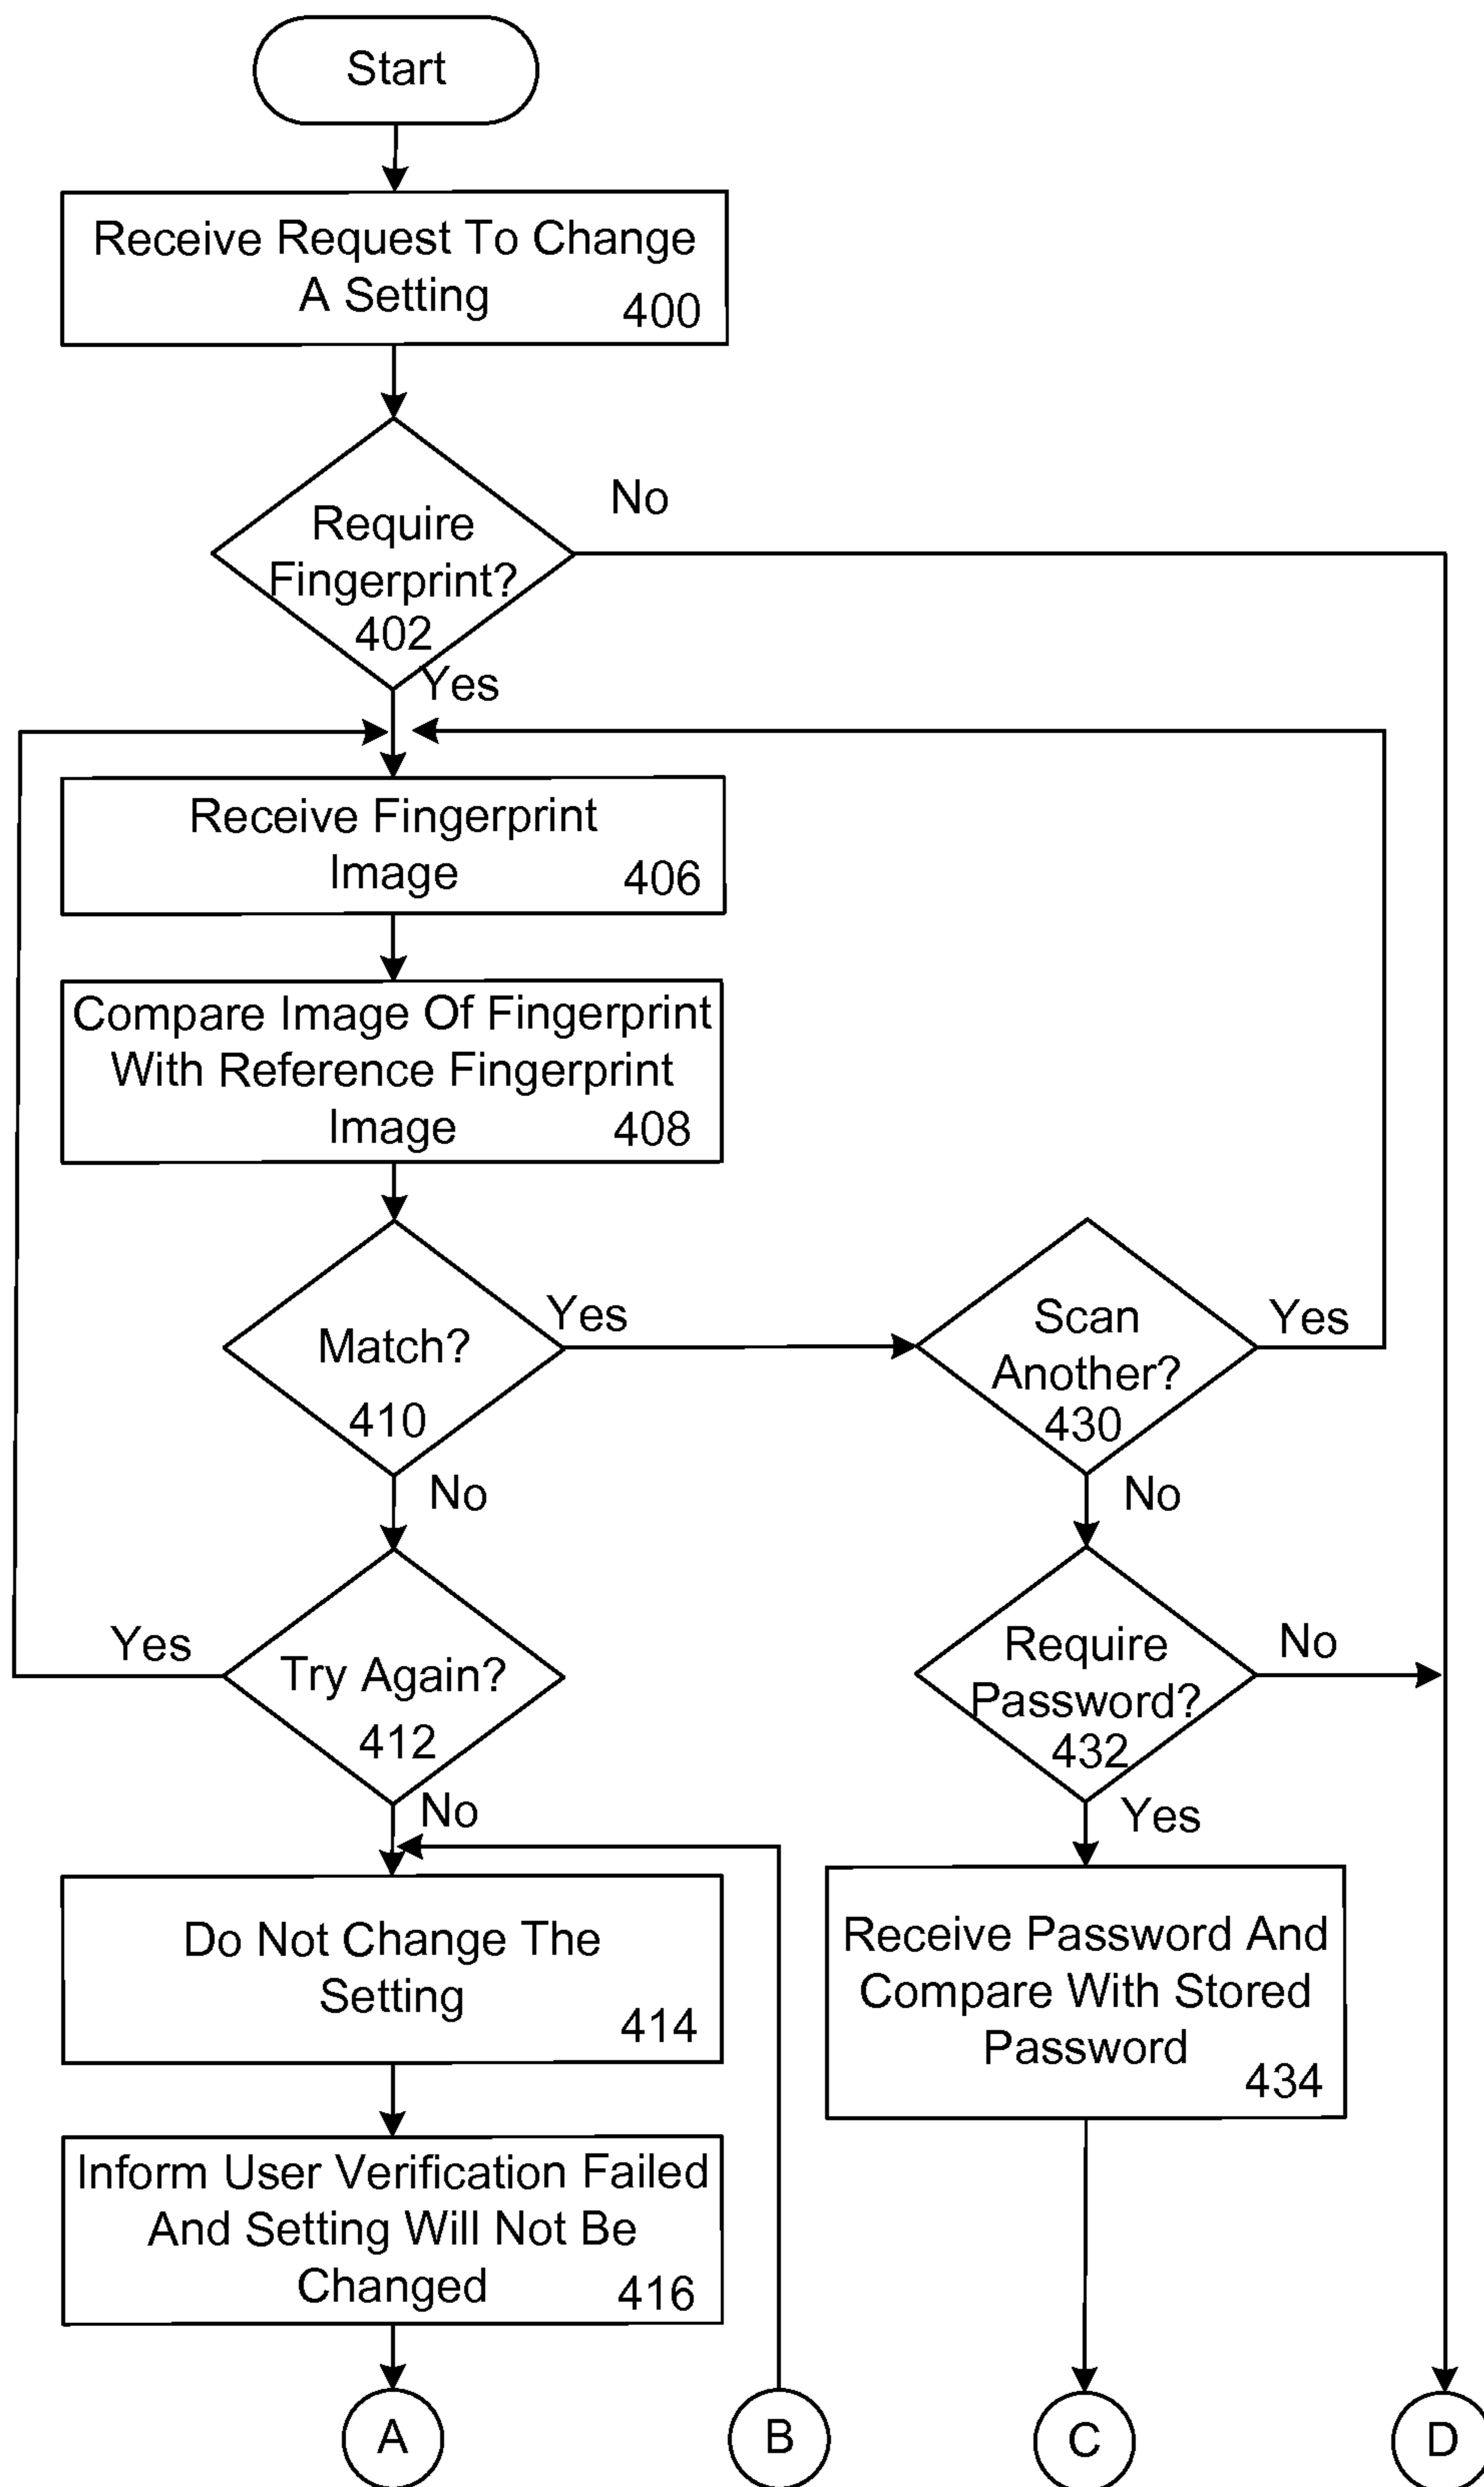 Start
Receive Request To Change
A Setting
400
No
Require
Fingerprint?
402
Yes
Receive Fingerprint
Image
406
Compare Image Of Fingerprint
With Reference Fingerprint
Image
408
Match?
410
Yes
Scan
Another?
430
Yes
No
No
Try Again?
412
Yes
Require
Password?
432
No
No
Yes
Do Not Change The
Setting
414
Receive Password And
Compare With Stored
Password
434
Inform User Verification Failed
And Setting Will Not Be
Changed
416
A
B
C
D